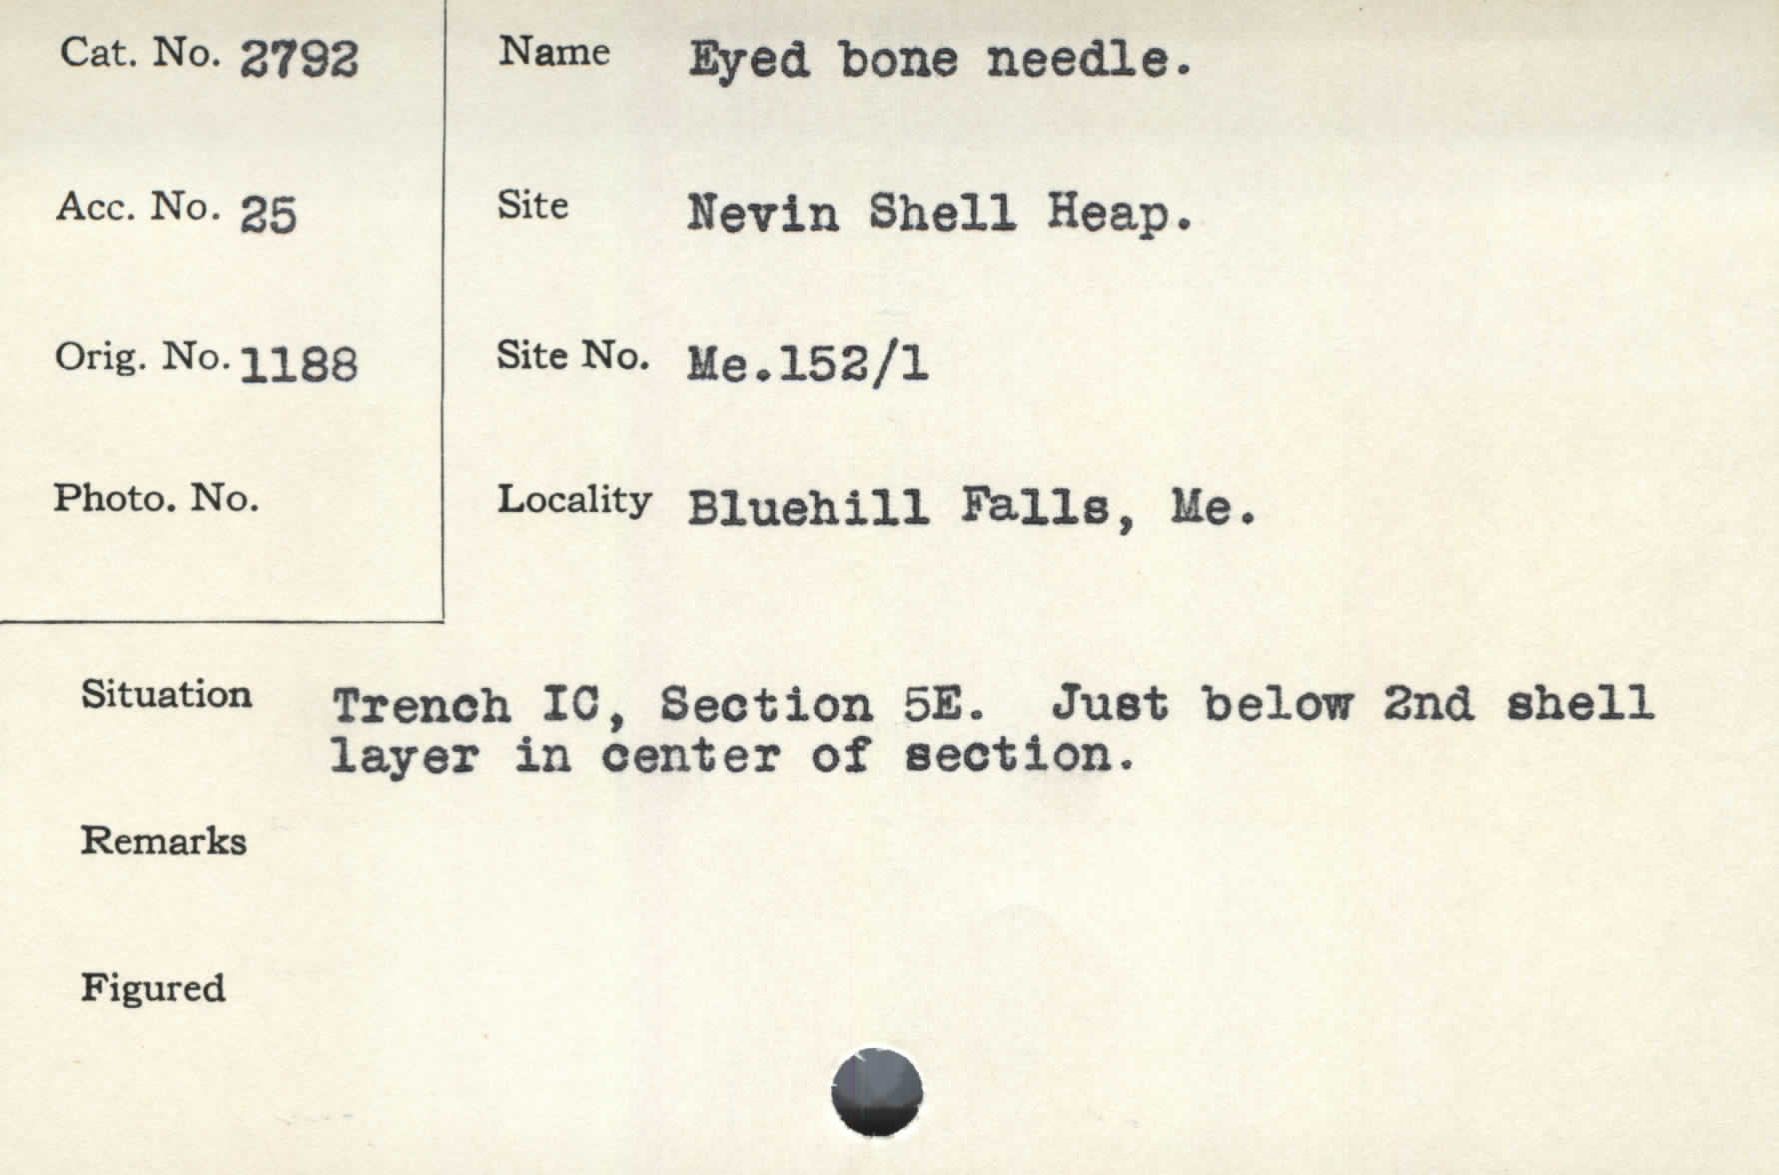 Cat. No. 2792
Acc. No. 25
Orig. No. 1188
Photo. No.
Name Eyed bone needle.
Site Nevin Shell Heap.
Site No. Me.152/1
Locality Bluehill Falls, Me.
Situation Trench IC, Section 5E. Just below 2nd shell
layer in center of section.
Remarks
Figured